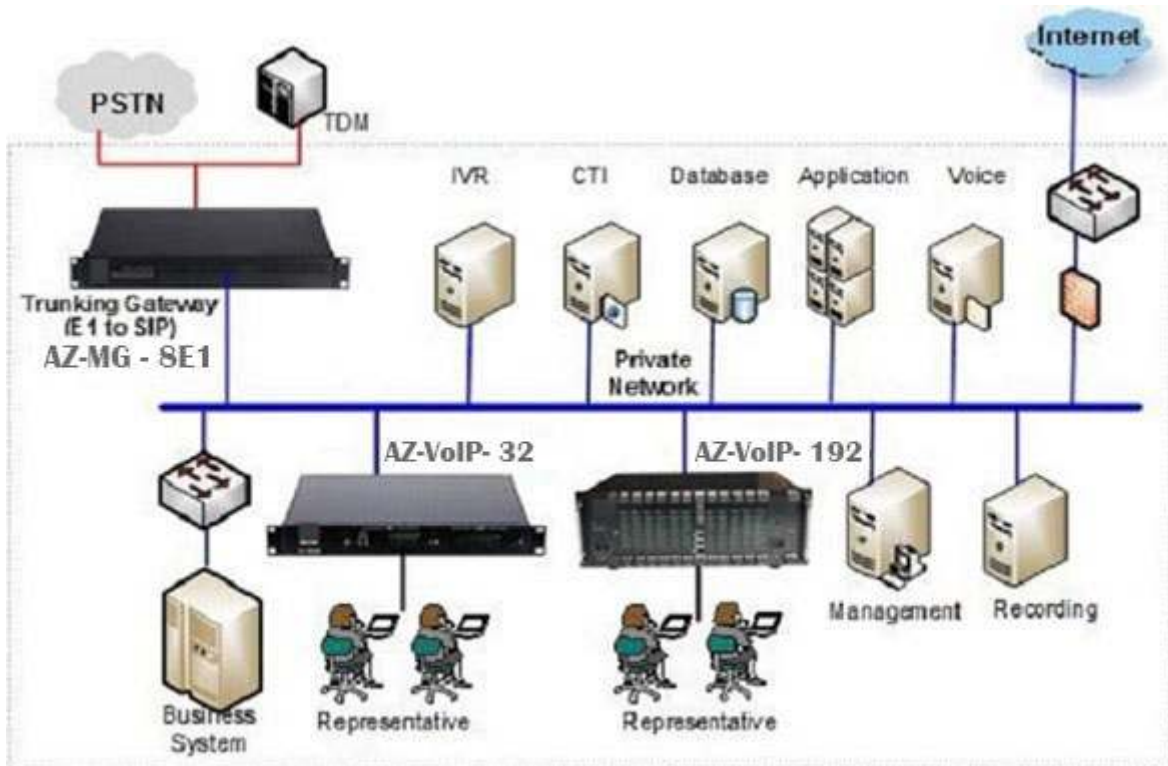 Internet
PSTN
TDM
IVR
CTI
Database
Application
Voice
Trunking Gateway
(E1 to SIP)
AZ-MG - 8E1
Private
Network
AZ-VoIP- 32
AZ-VoIP- 192
Management
Recording
Business
System
Representative
Representative